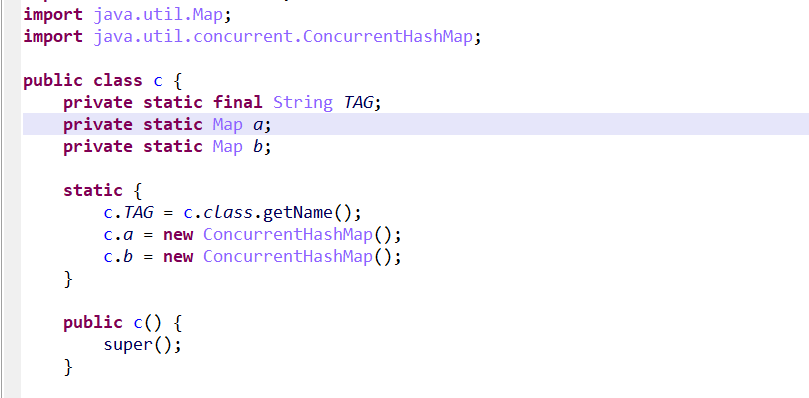 import java.util.Map;
import java.util.concurrent.ConcurrentHashMap;
public class c {
    private static final String TAG;
    private static Map a;
    private static Map b;
    static {
        c.TAG = c.class.getName();
        c.a = new ConcurrentHashMap();
        c.b = new ConcurrentHashMap();
    }
    public c() {
        super();
    }